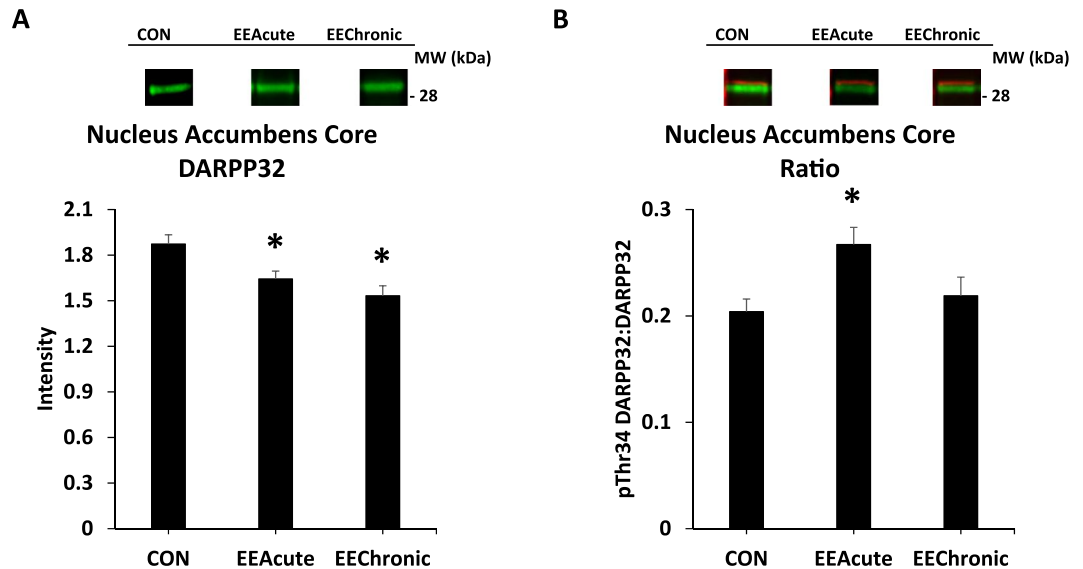 A
CON EEAcute EEChronic
MW (kDa)
- 28
Nucleus Accumbens Core
DARPP32
2.1
1.8
1.5
1.2
0.9
0.6
0.3
0
Intensity
*
*
CON EEAcute EEChronic
B
CON EEAcute EEChronic
MW (kDa)
- 28
Nucleus Accumbens Core
Ratio
0.3
0.2
0.1
0
pThr34 DARPP32:DARPP32
*
CON EEAcute EEChronic